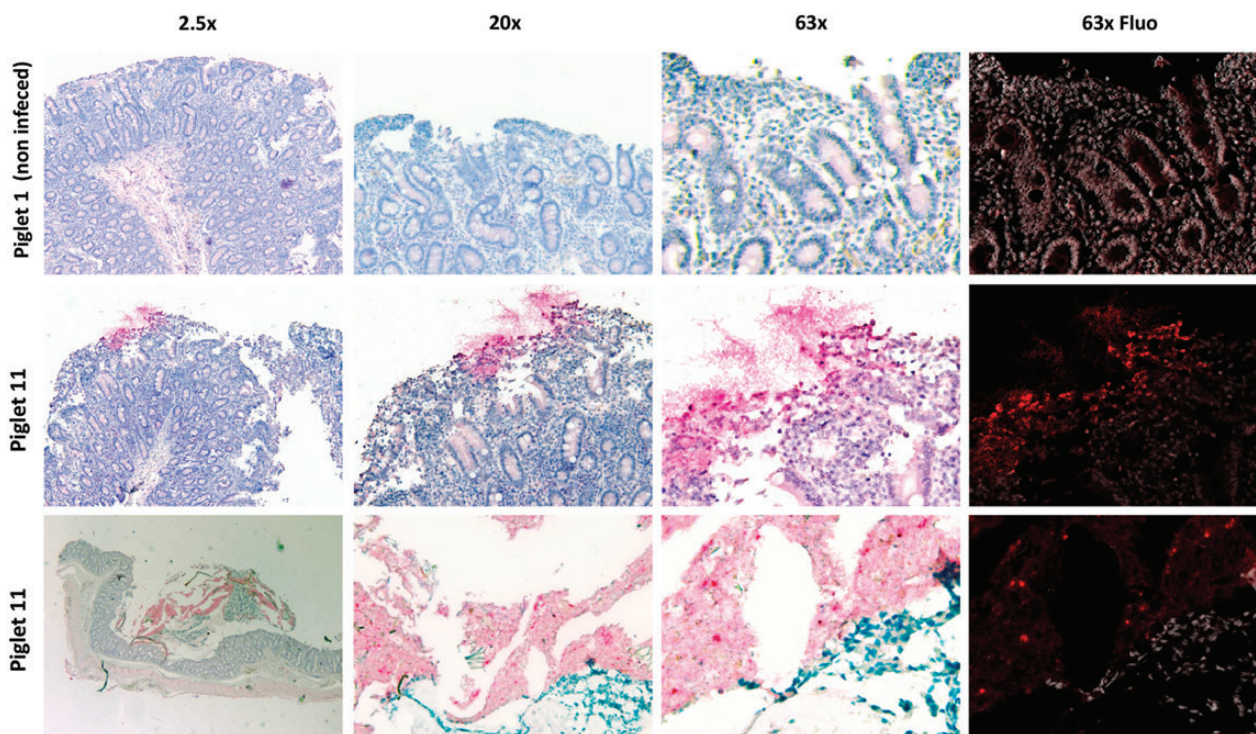 2.5x 20x 63x 63x Fluo
Piglet 1 (non infeced)
Piglet 11
Piglet 11